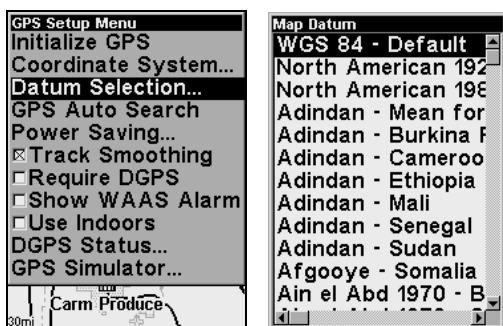 GPS Setup Menu
Initialize GPS
Coordinate System...
Datum Selection...
GPS Auto Search
Power Saving...
Track Smoothing
Require DGPS
Show WAAS Alarm
Use Indoors
DGPS Status...
GPS Simulator...
Carm Produce
30mi
Map Datum
WGS 84 - Default
North American 192
North American 198
Adindan - Mean for
Adindan - Burkina F
Adindan - Cameroo
Adindan - Ethiopia
Adindan - Mali
Adindan - Senegal
Adindan - Sudan
Afgooye - Somalia
Ain el Abd 1970 - B